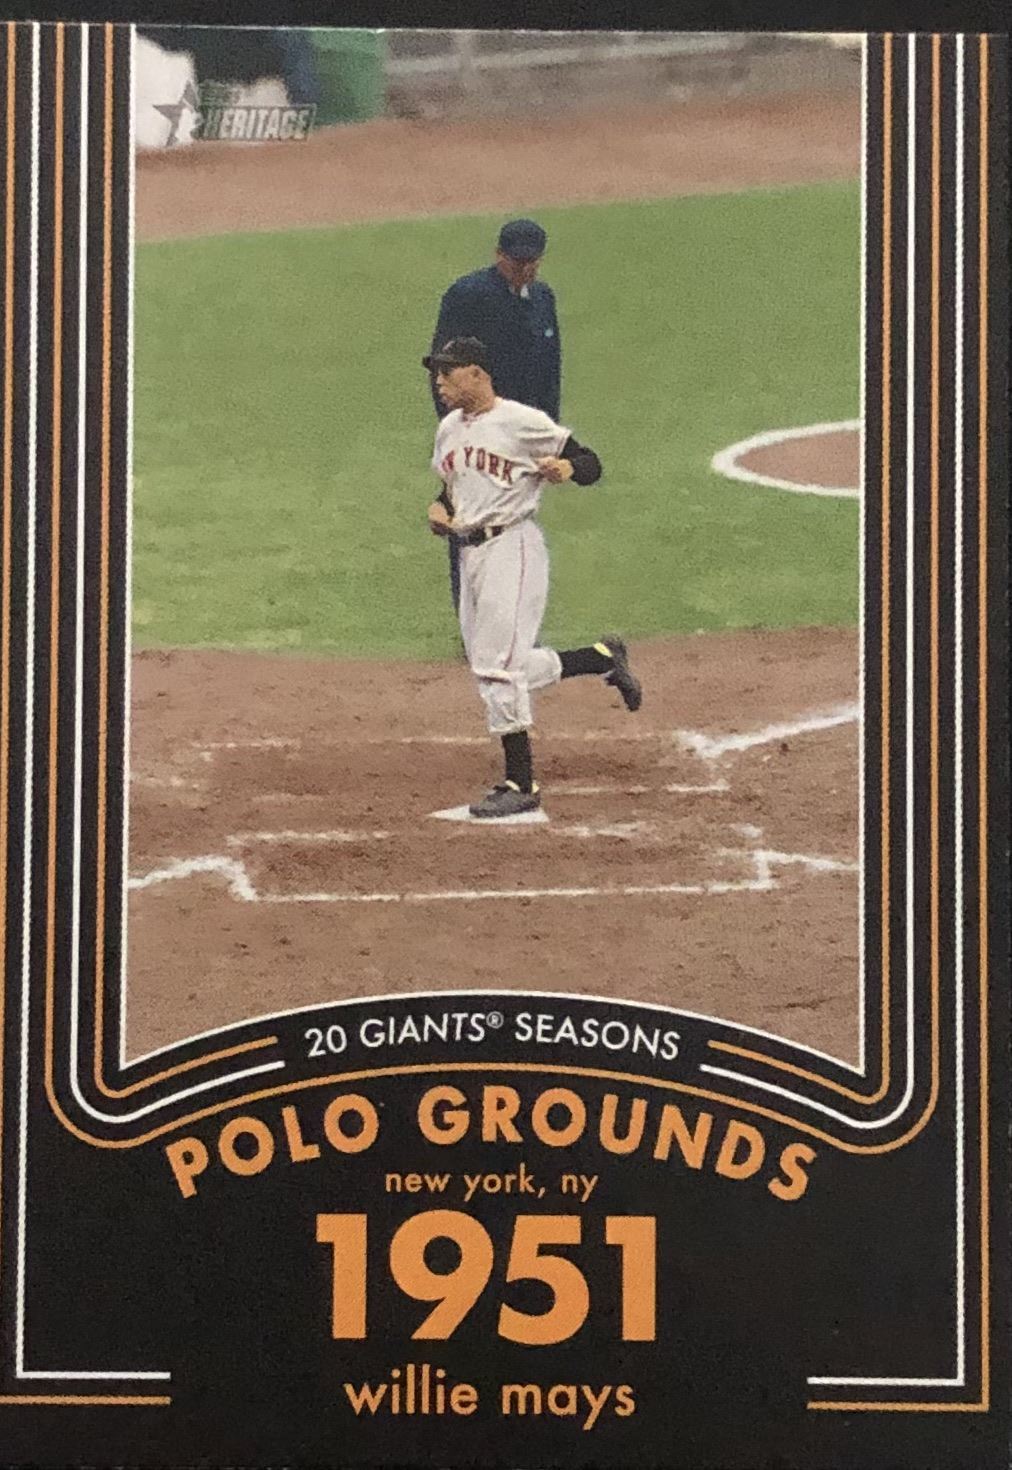 HERITAGE
NEW YORK
20 GIANTS® SEASONS
POLO GROUNDS
new york, ny
1951
willie mays